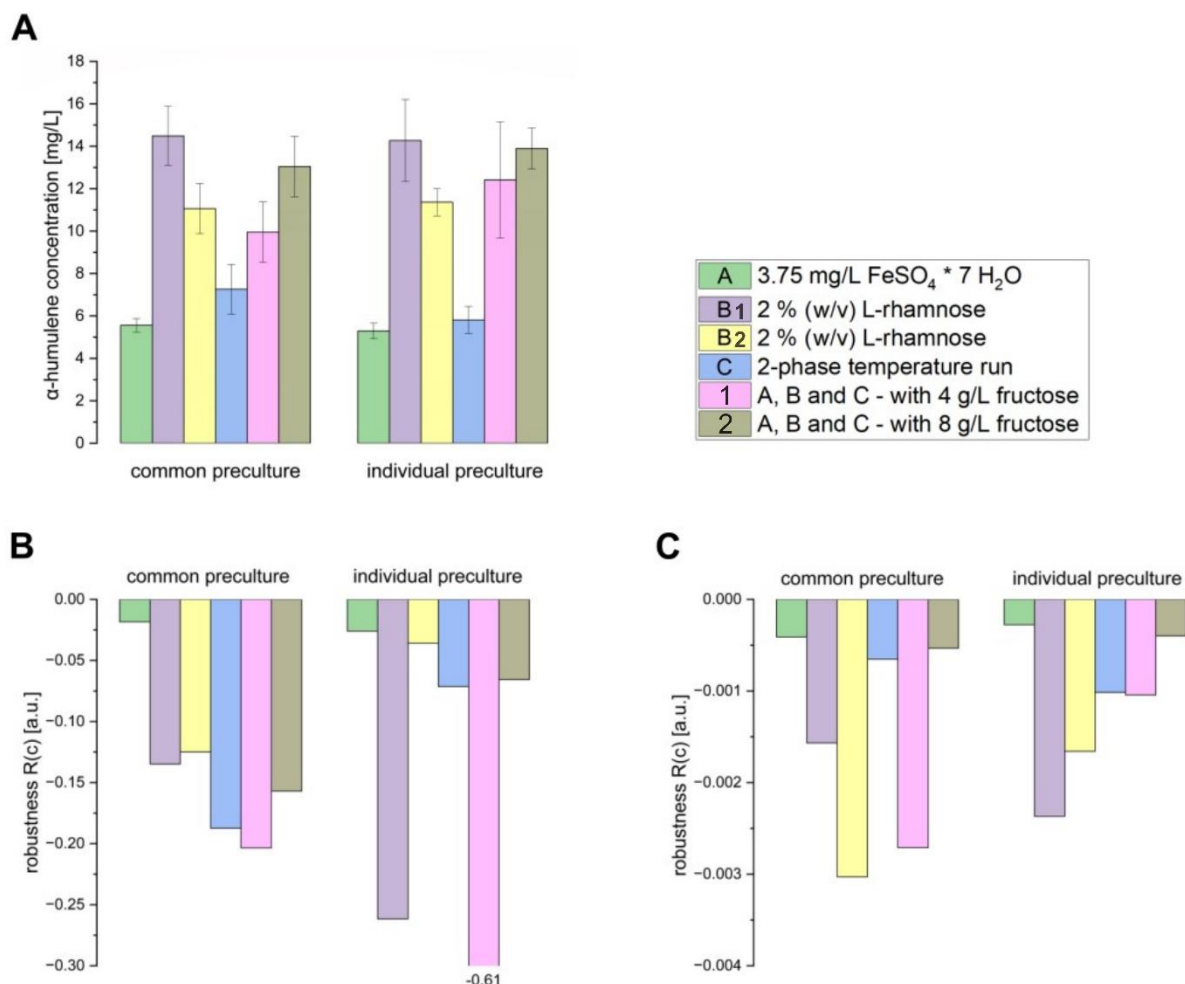 A
α-humulene concentration [mg/L]
18
16
14
12
10
8
6
4
2
0
common preculture
individual preculture
A 3.75 mg/L FeSO₄ * 7 H₂O
B1 2 % (w/v) L-rhamnose
B2 2 % (w/v) L-rhamnose
C 2-phase temperature run
1 A, B and C - with 4 g/L fructose
2 A, B and C - with 8 g/L fructose
B
common preculture
individual preculture
robustness R(c) [a.u.]
0.00
−0.05
−0.10
−0.15
−0.20
−0.25
−0.30
-0.61
C
common preculture
individual preculture
robustness R(c) [a.u.]
0.000
−0.001
−0.002
−0.003
−0.004